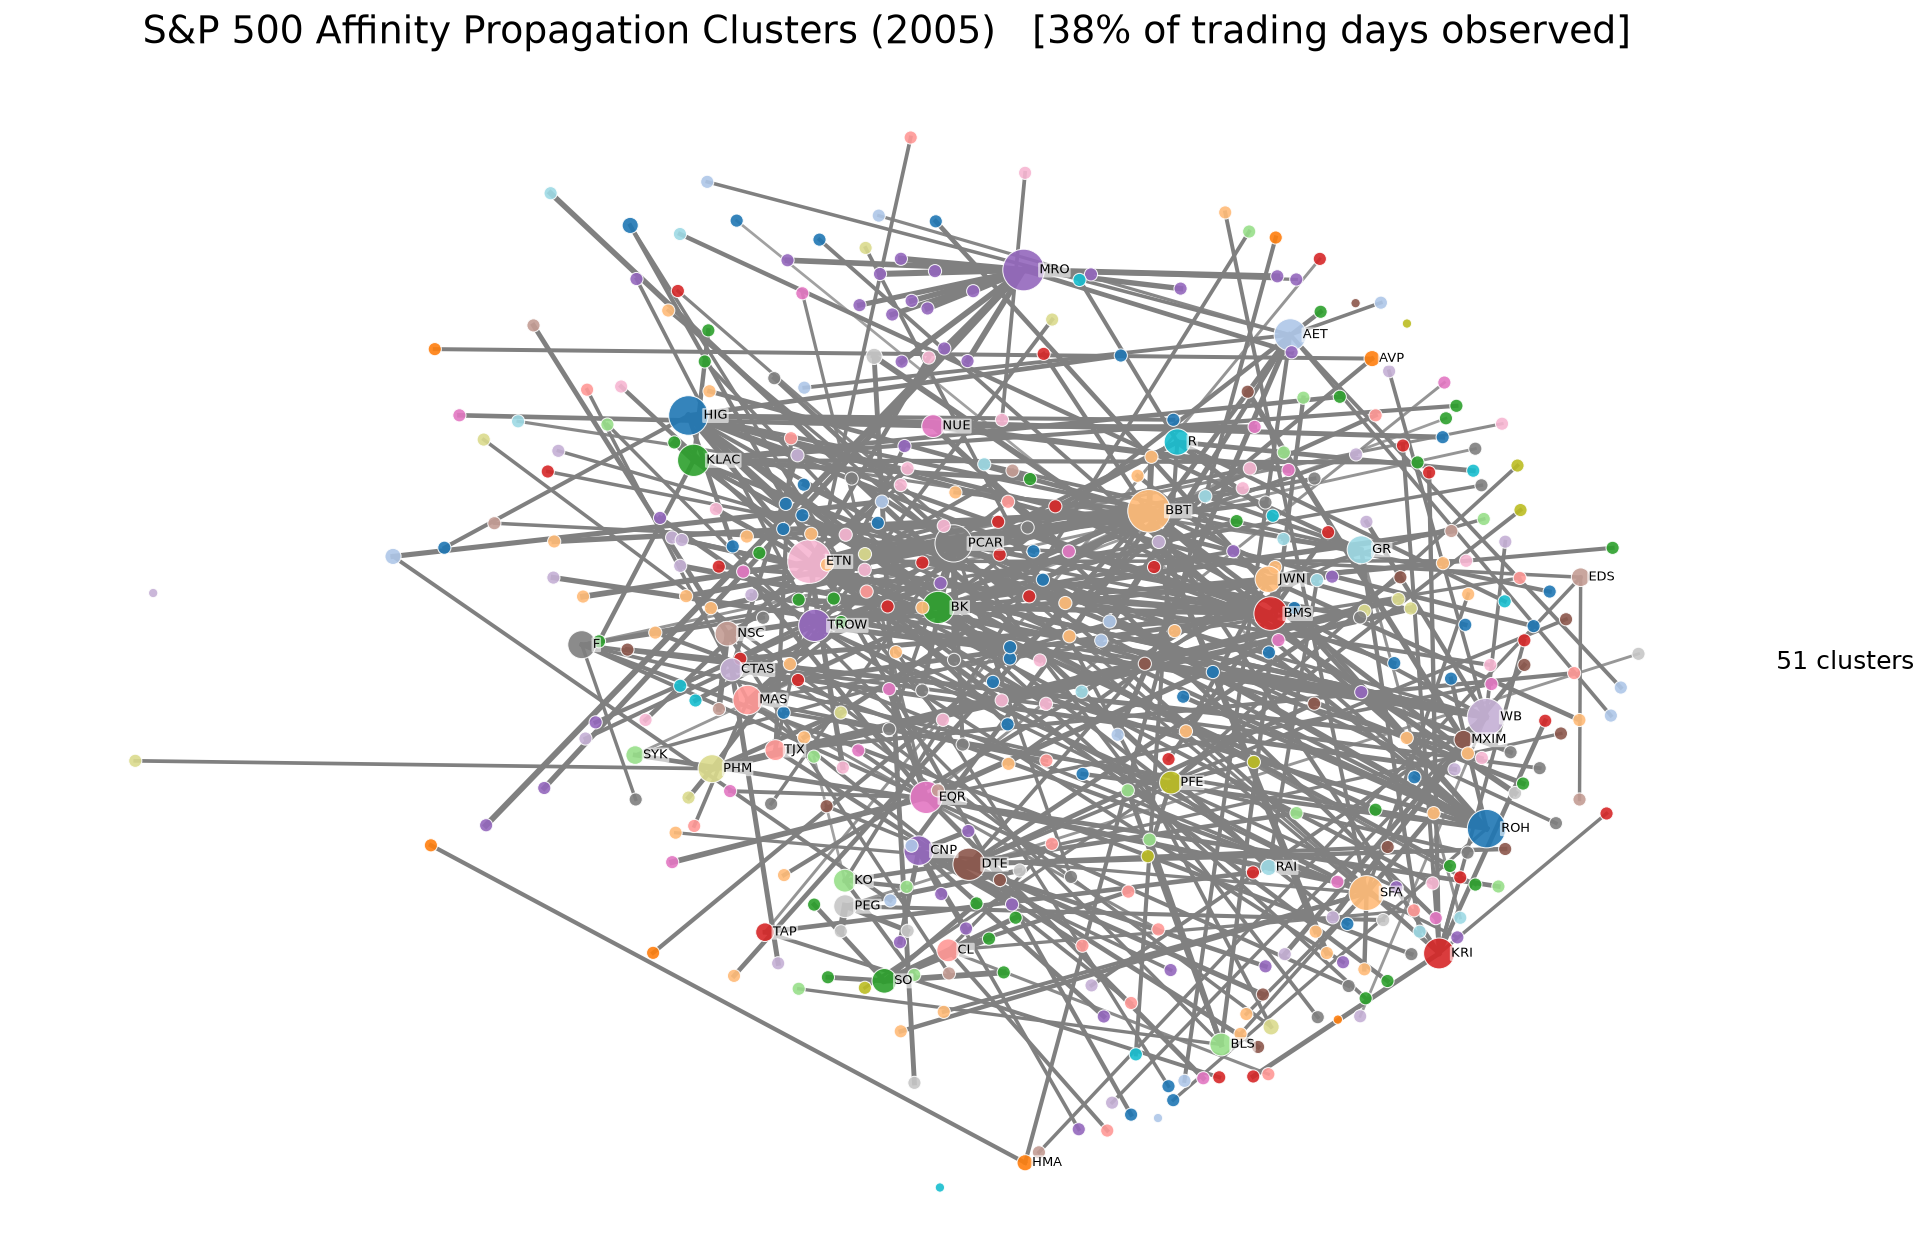 S&P 500 Affinity Propagation Clusters (2005)   [38% of trading days observed]
MRO
AET
AVP
HIG
NUE
R
KLAC
BBT
PCAR
GR
ETN
JWN
EDS
BK
BMS
TROW
NSC
F
CTAS
51 clusters
MAS
WB
MXIM
TJX
SYK
PHM
PFE
EQR
ROH
CNP
DTE
RAI
KO
SFA
PEG
TAP
CL
KRI
SO
BLS
HMA